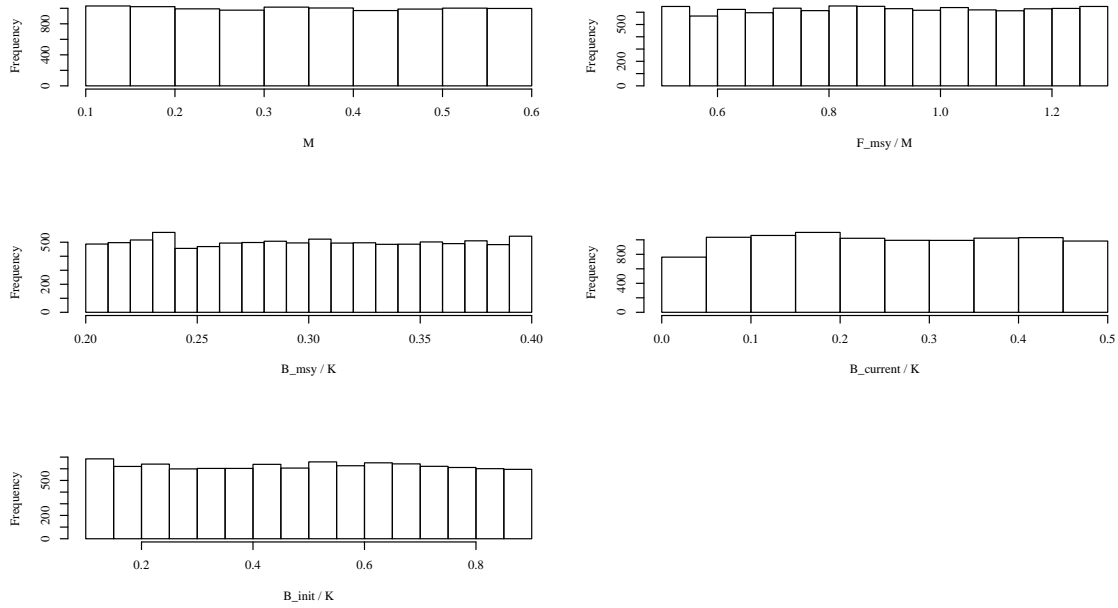 Frequency
0 400 800
0.1 0.2 0.3 0.4 0.5 0.6
M
Frequency
0 200 500
0.6 0.8 1.0 1.2
F_msy / M
Frequency
0 200 500
0.20 0.25 0.30 0.35 0.40
B_msy / K
Frequency
0 400 800
0.0 0.1 0.2 0.3 0.4 0.5
B_current / K
Frequency
0 200 500
0.2 0.4 0.6 0.8
B_init / K